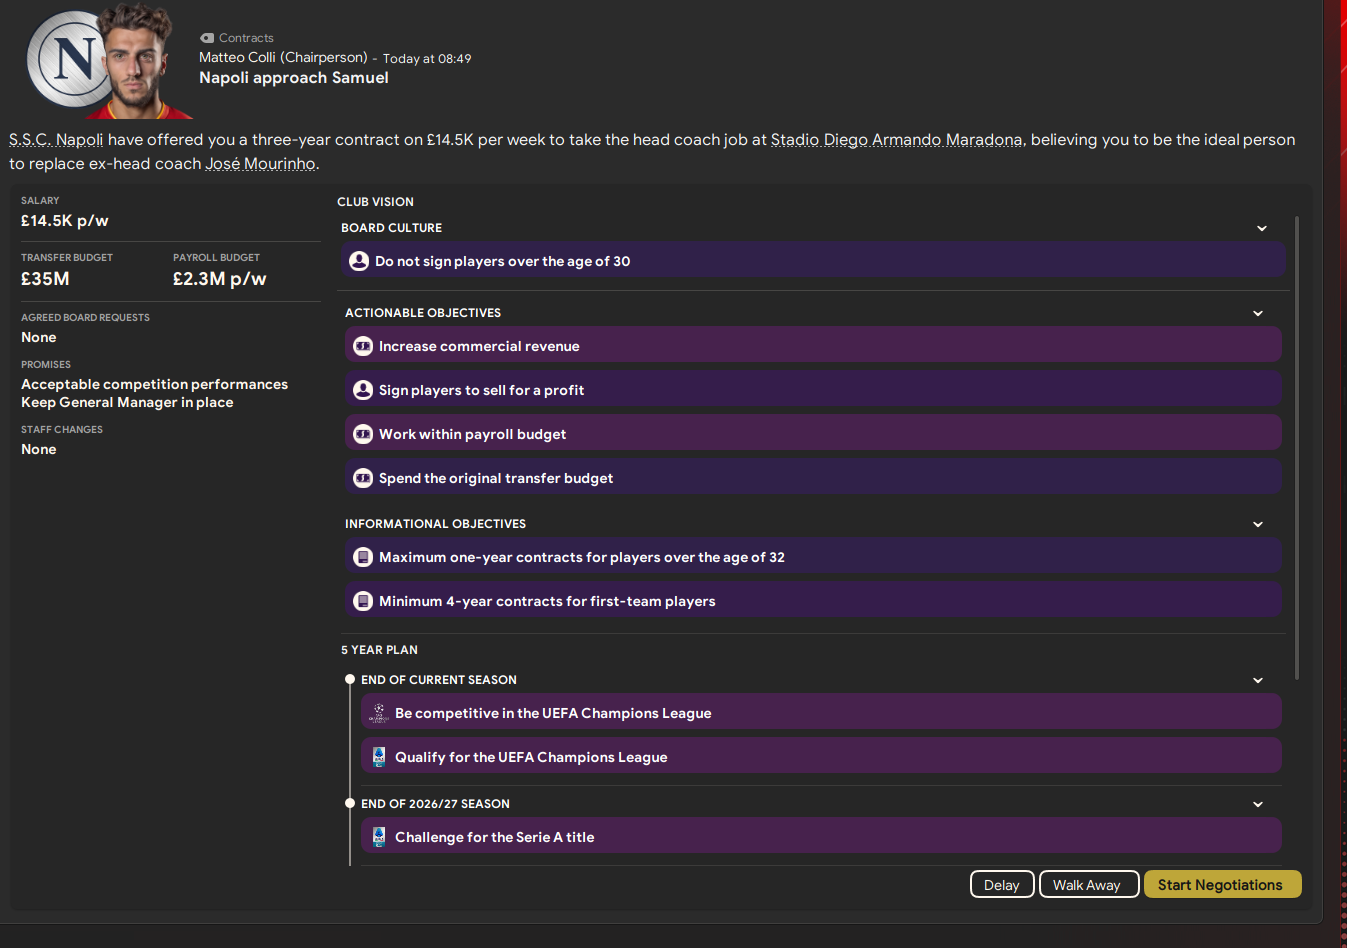 N
Contracts
Matteo Colli (Chairperson) - Today at 08:49
Napoli approach Samuel
S.S.C. Napoli have offered you a three-year contract on £14.5K per week to take the head coach job at Stadio Diego Armando Maradona, believing you to be the ideal person
to replace ex-head coach José Mourinho.
SALARY
£14.5K p/w
TRANSFER BUDGET
£35M
PAYROLL BUDGET
£2.3M p/w
AGREED BOARD REQUESTS
None
PROMISES
Acceptable competition performances
Keep General Manager in place
STAFF CHANGES
None
CLUB VISION
BOARD CULTURE
Do not sign players over the age of 30
ACTIONABLE OBJECTIVES
Increase commercial revenue
Sign players to sell for a profit
Work within payroll budget
Spend the original transfer budget
INFORMATIONAL OBJECTIVES
Maximum one-year contracts for players over the age of 32
Minimum 4-year contracts for first-team players
5 YEAR PLAN
END OF CURRENT SEASON
Be competitive in the UEFA Champions League
Qualify for the UEFA Champions League
END OF 2026/27 SEASON
Challenge for the Serie A title
Delay
Walk Away
Start Negotiations